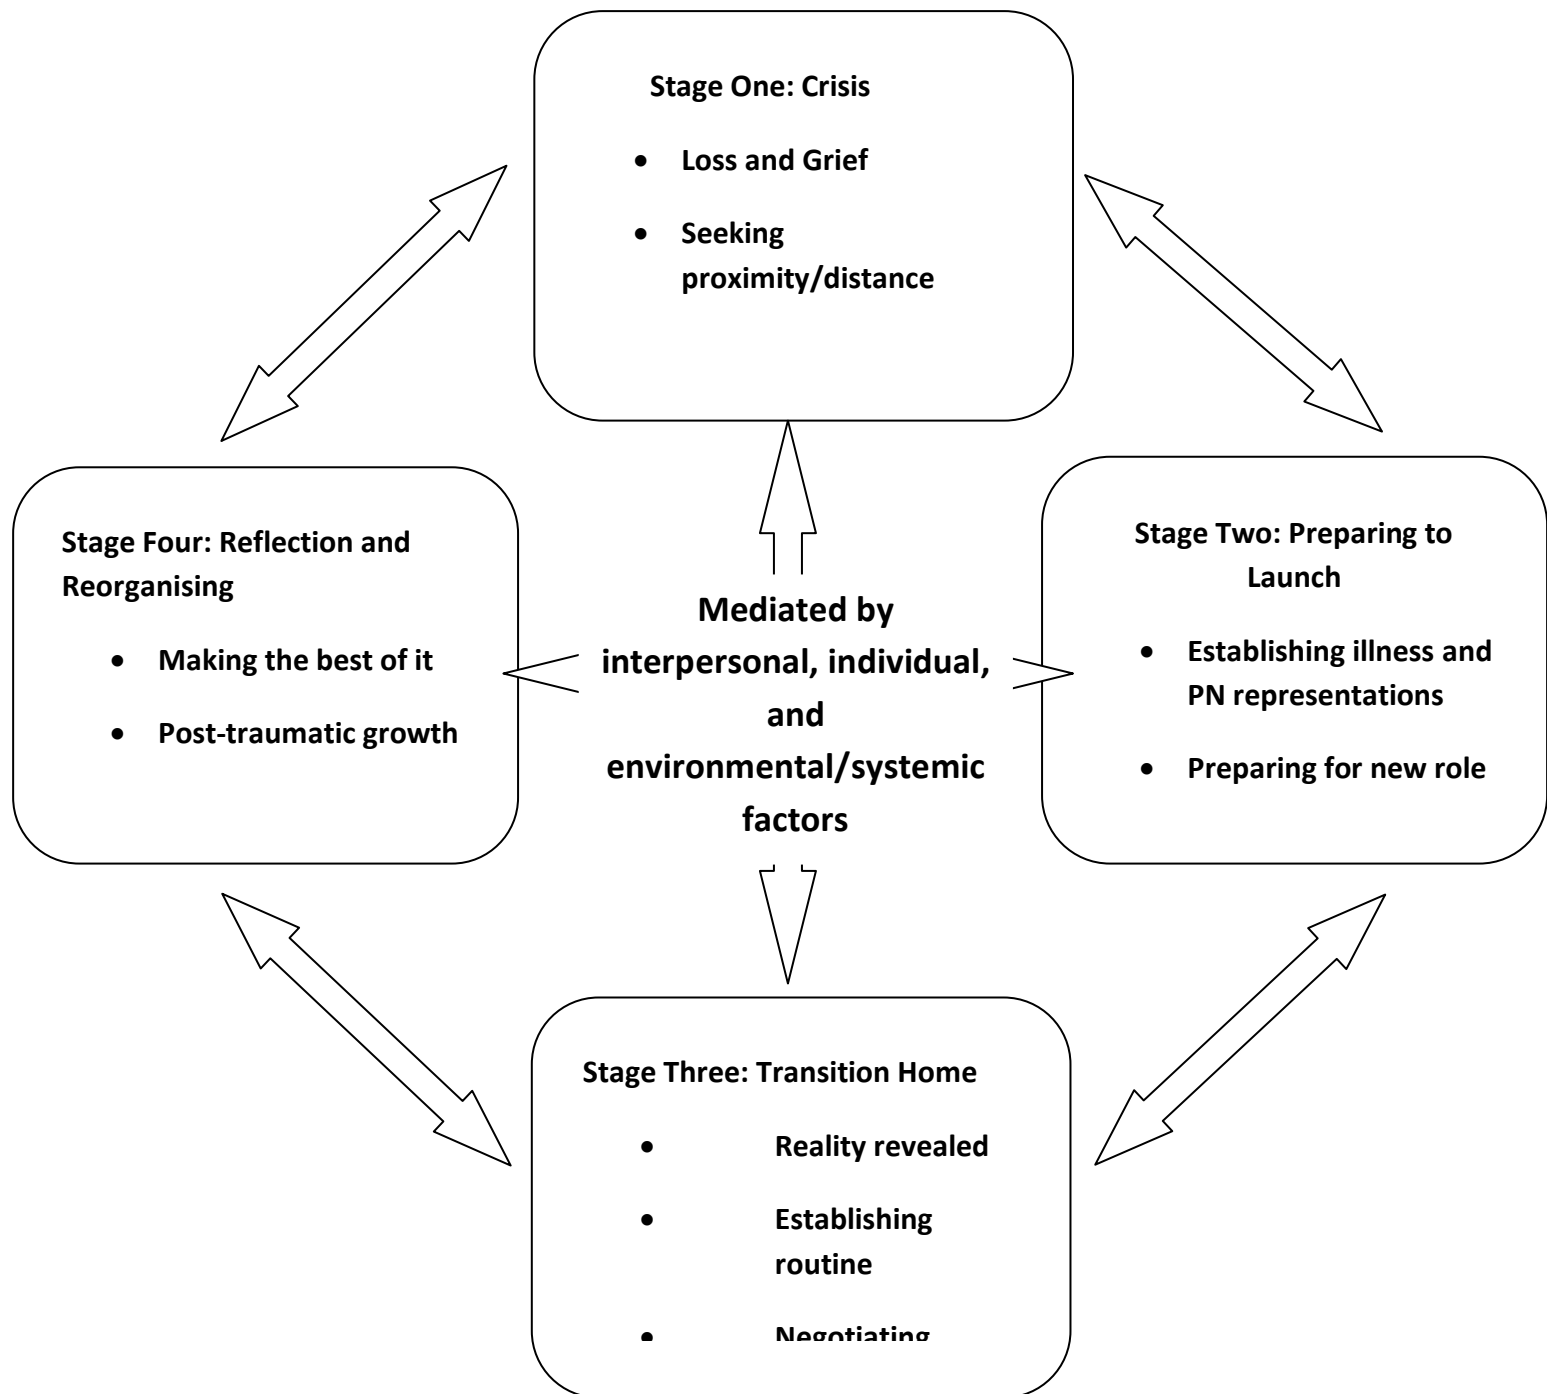 Stage One: Crisis
• Loss and Grief
• Seeking
proximity/distance
Stage Four: Reflection and
Reorganising
• Making the best of it
• Post-traumatic growth
Mediated by
interpersonal, individual,
and
environmental/systemic
factors
Stage Two: Preparing to
Launch
• Establishing illness and
PN representations
• Preparing for new role
Stage Three: Transition Home
• Reality revealed
• Establishing
routine
• Negotiating